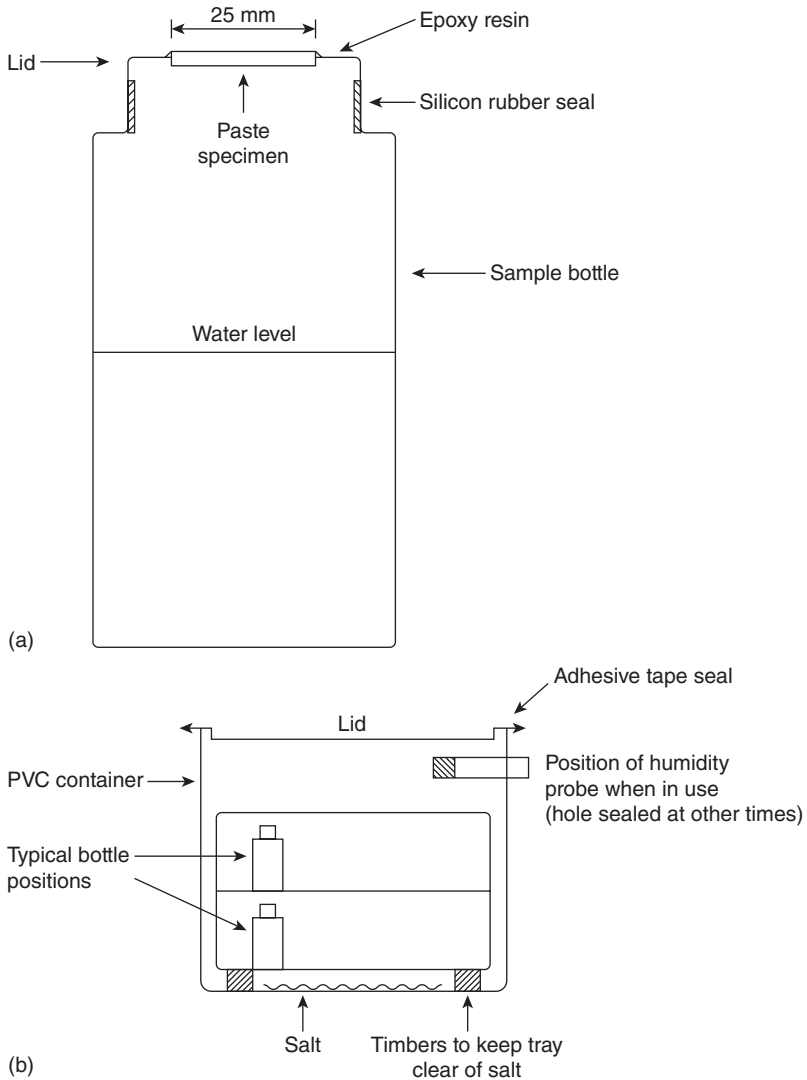 25 mm
Epoxy resin
Lid
Silicon rubber seal
Paste
specimen
Sample bottle
Water level
(a)
Adhesive tape seal
Lid
PVC container
Position of humidity
probe when in use
(hole sealed at other times)
Typical bottle
positions
Salt
Timbers to keep tray
clear of salt
(b)